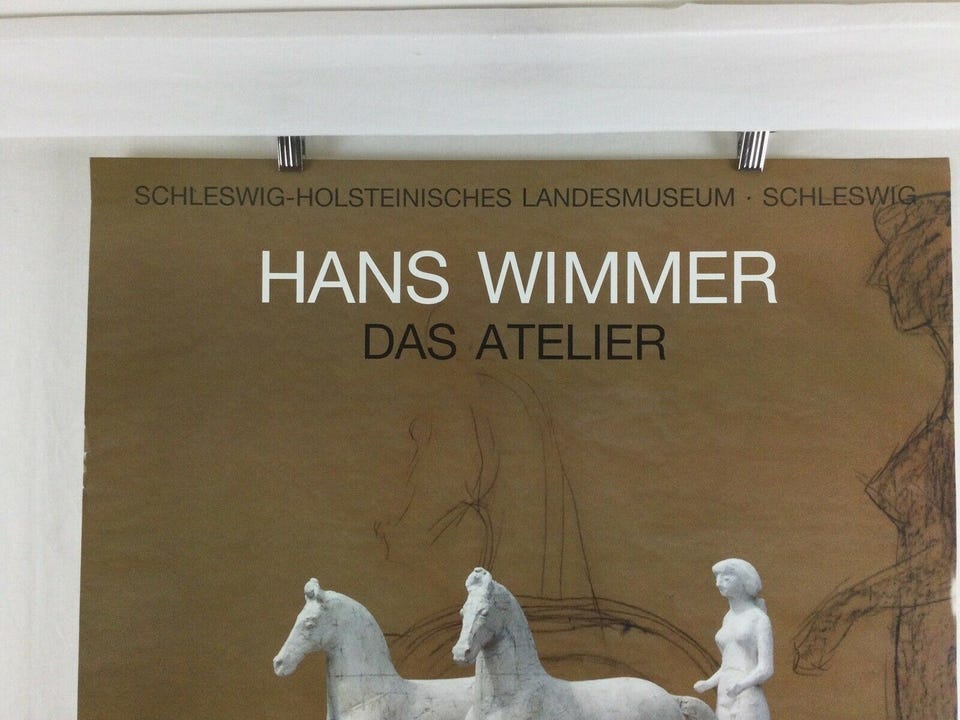 SCHLESWIG-HOLSTEINISCHES LANDESMUSEUM · SCHLESWIG
HANS WIMMER
DAS ATELIER